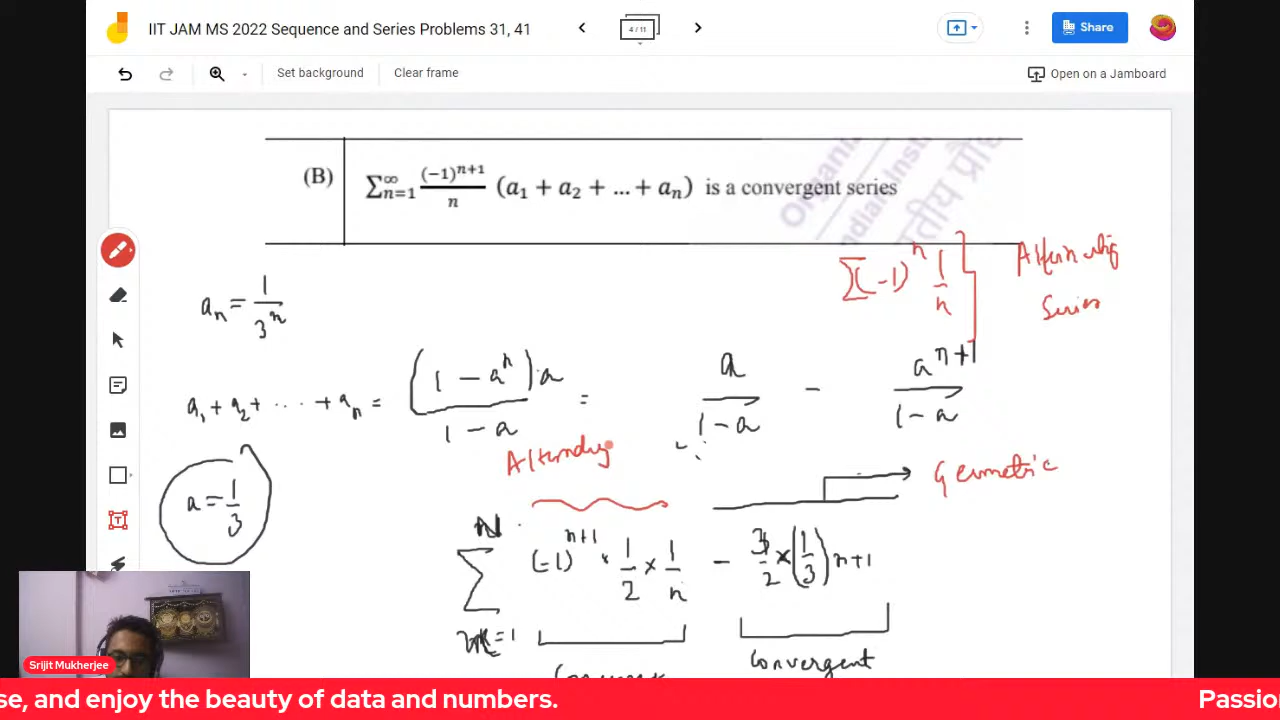 IIT JAM MS 2022 Sequence and Series Problems 31, 41
4 / 11
Share
Set background
Clear frame
Open on a Jamboard
(B) ∑_{n=1}^{∞} (−1)^{n+1}/n (a₁ + a₂ + ... + aₙ) is a convergent series
∑(-1)^n 1/n
Alternating
Series
aₙ = 1/3^n
a₁ + a₂ + .... + aₙ = (1 − a^n)a / (1 − a) = a/(1 − a) − a^{n+1}/(1 − a)
a = 1/3
Geometric
(-1)^{n+1} × 1/2 × 1/n − 3/2 × (1/3)^{n+1}
Convergent
Srijit Mukherjee
se, and enjoy the beauty of data and numbers.
Passion